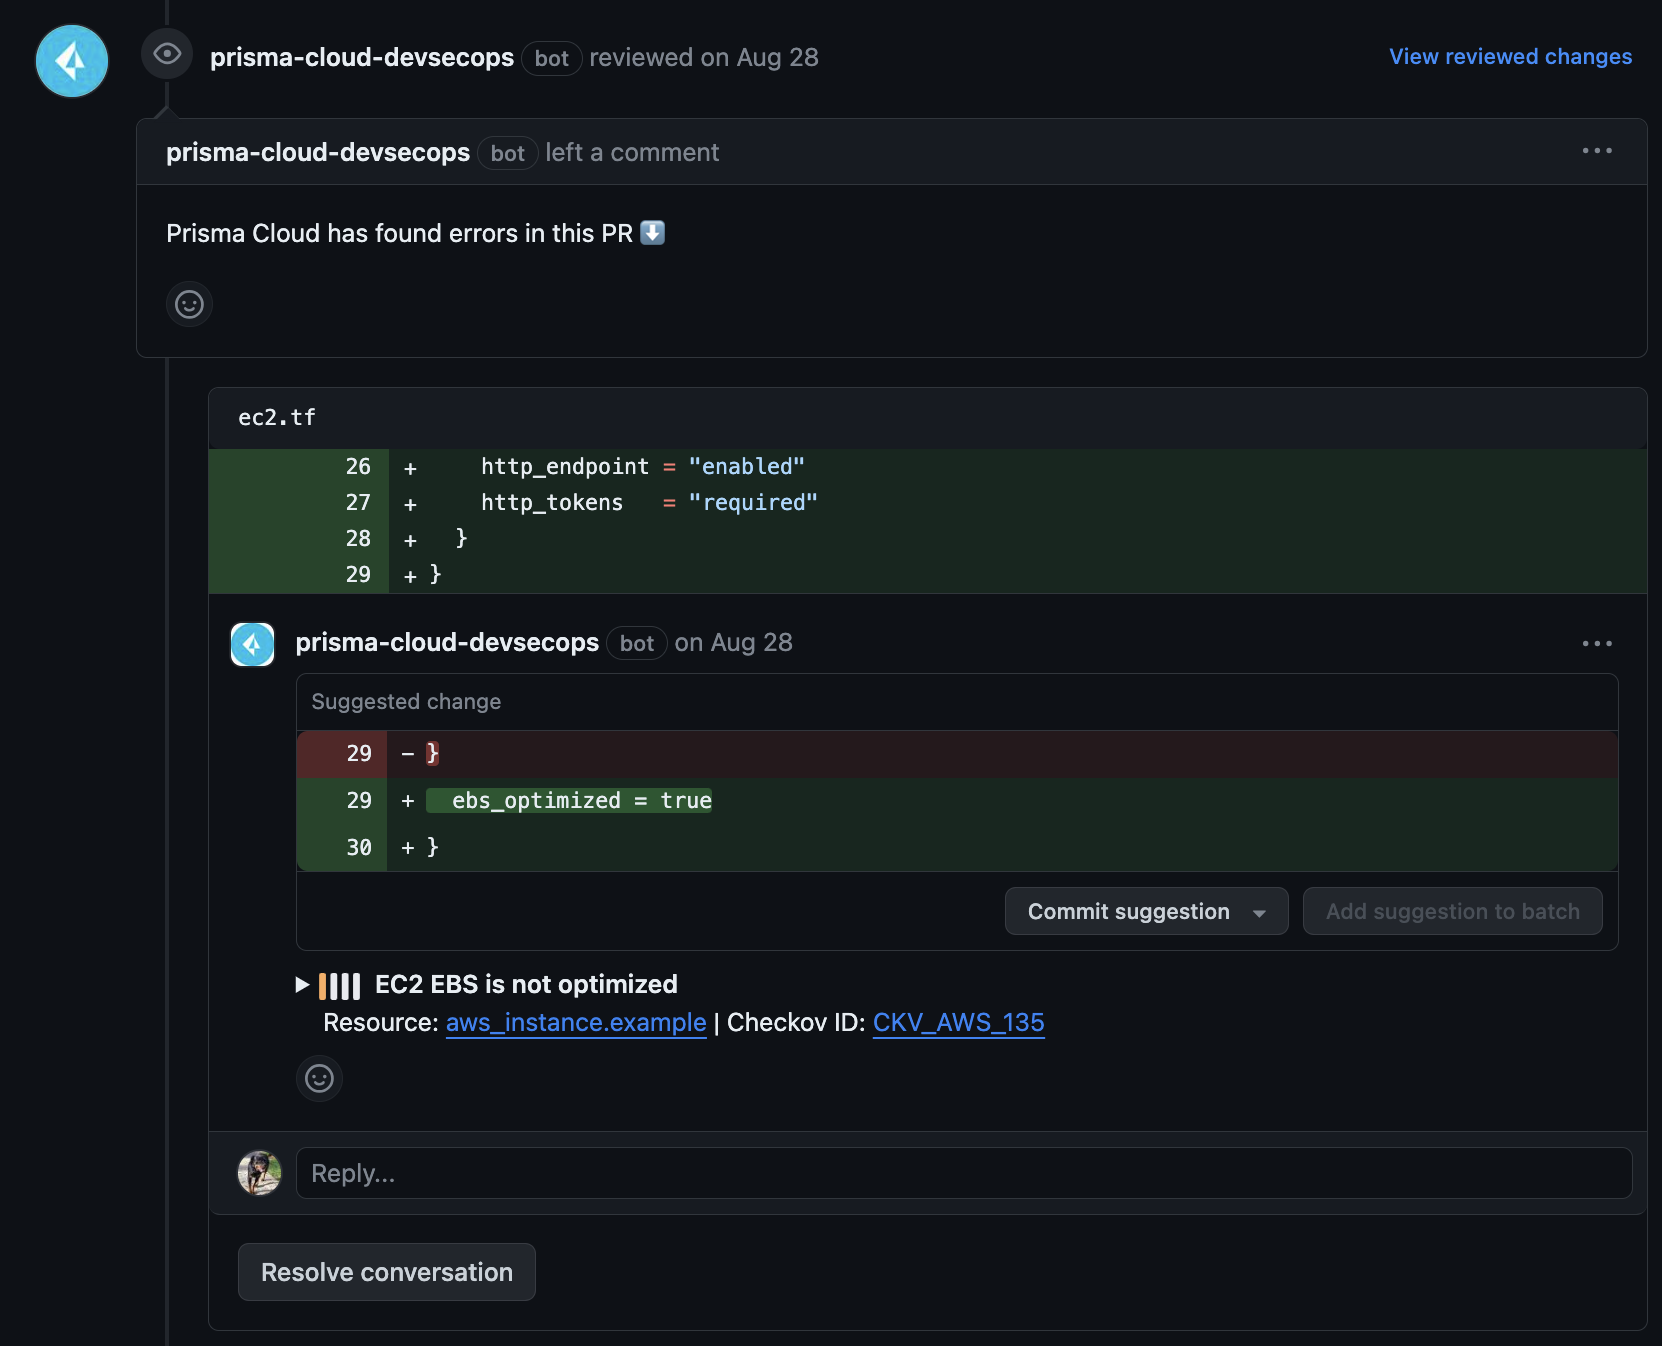 prisma-cloud-devsecops bot reviewed on Aug 28
View reviewed changes
prisma-cloud-devsecops bot left a comment
Prisma Cloud has found errors in this PR ⬇️
ec2.tf
26 +     http_endpoint = "enabled"
27 +     http_tokens   = "required"
28 +   }
29 + }
prisma-cloud-devsecops bot on Aug 28
Suggested change
29 - }
29 +   ebs_optimized = true
30 + }
Commit suggestion
Add suggestion to batch
EC2 EBS is not optimized
Resource: aws_instance.example | Checkov ID: CKV_AWS_135
Reply...
Resolve conversation